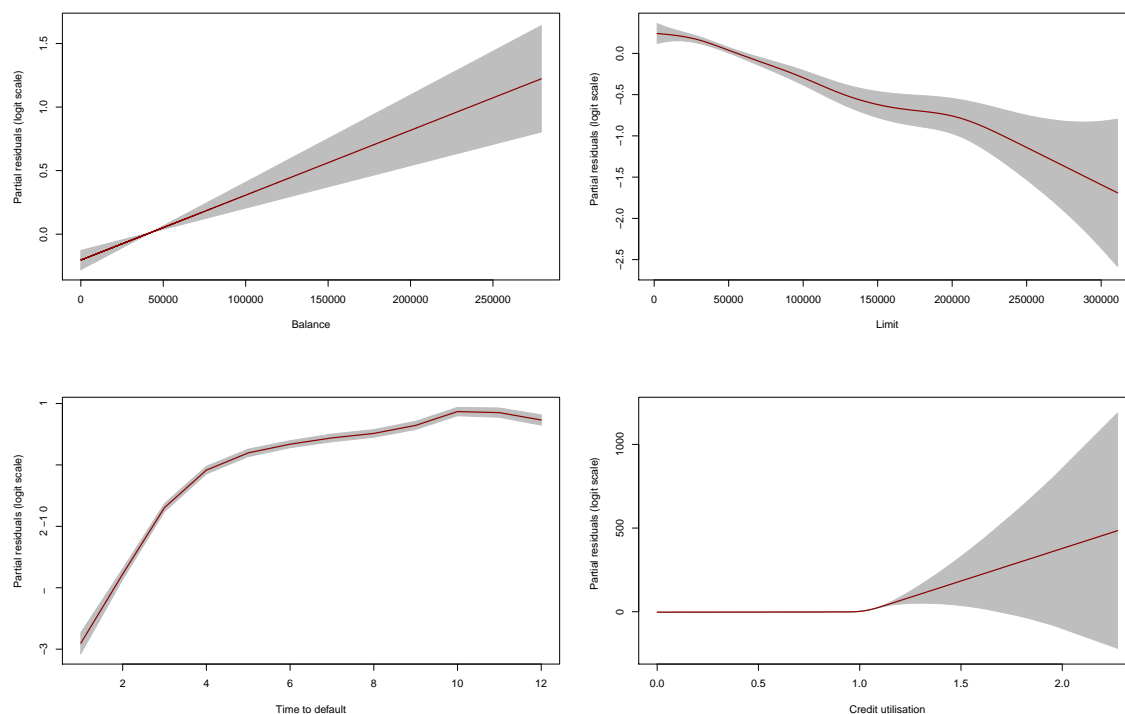 Partial residuals (logit scale)
0.0 0.5 1.0 1.5
0 50000 100000 150000 200000 250000
Balance
Partial residuals (logit scale)
−2.5 −2.0 −1.5 −1.0 −0.5 0.0
0 50000 100000 150000 200000 250000 300000
Limit
Partial residuals (logit scale)
−3 − 2 −1 0 1
2 4 6 8 10 12
Time to default
Partial residuals (logit scale)
0 500 1000
0.0 0.5 1.0 1.5 2.0
Credit utilisation